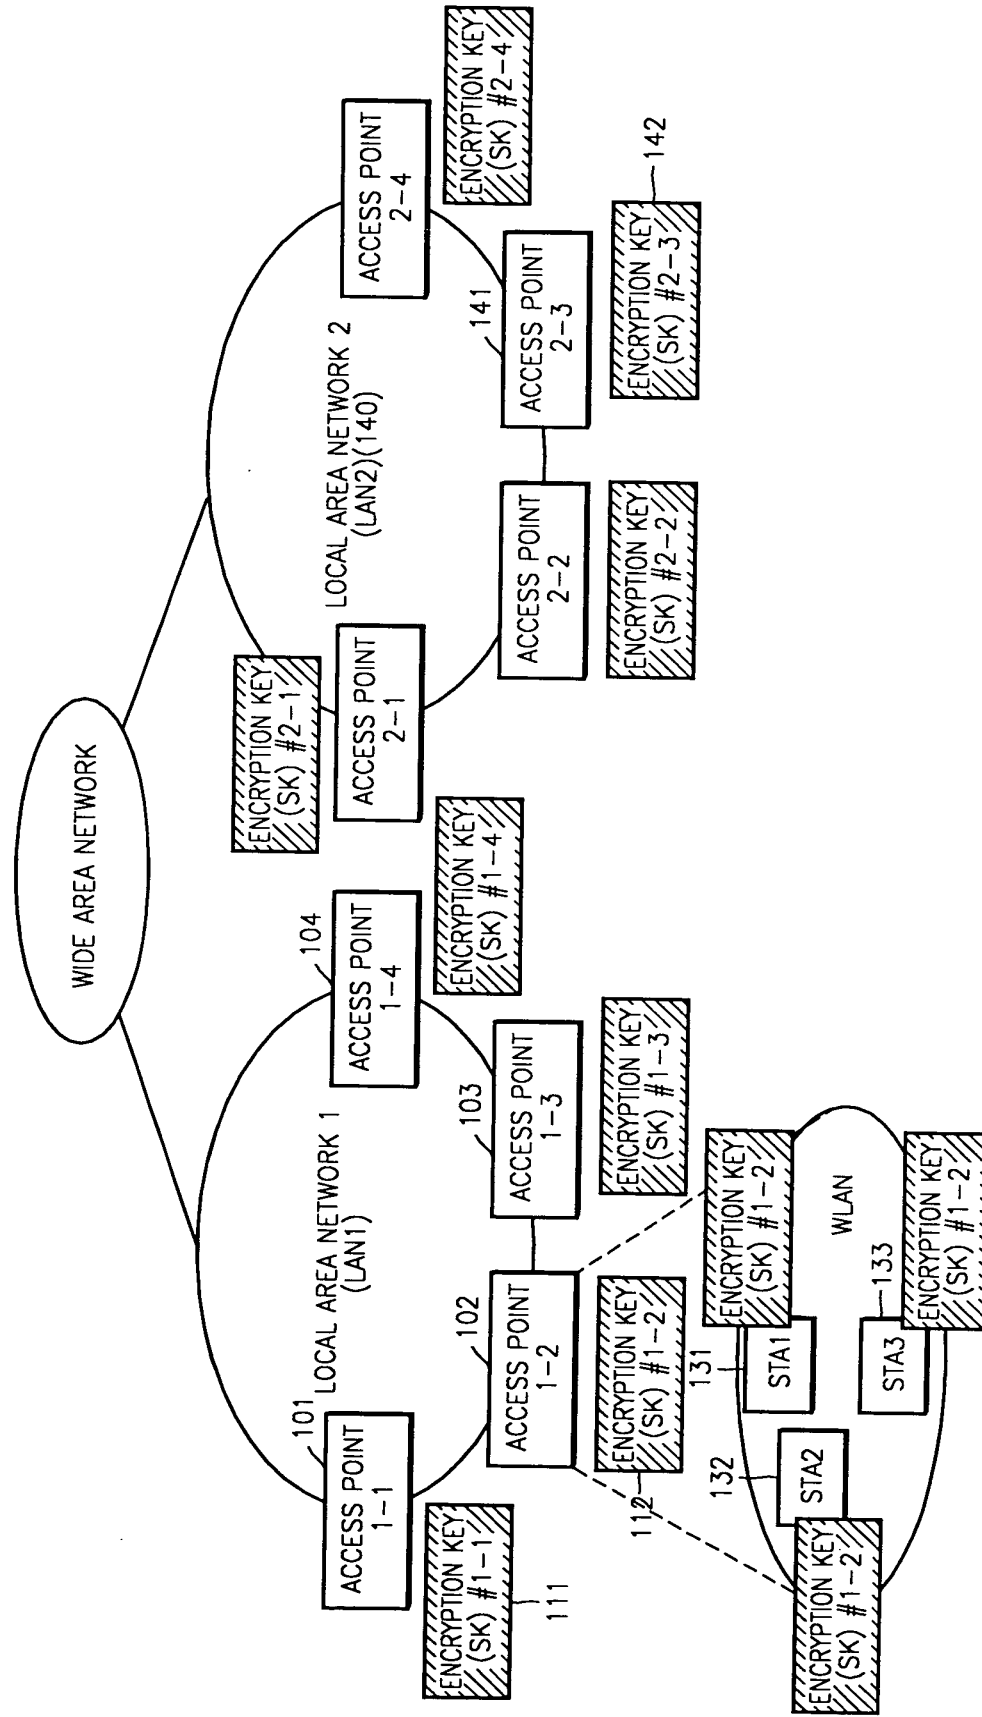 WIDE AREA NETWORK
LOCAL AREA NETWORK 1
(LAN1)
101
ACCESS POINT
1-1
ENCRYPTION KEY
(SK) #1-1
111
102
ACCESS POINT
1-2
ENCRYPTION KEY
(SK) #1-2
112
103
ACCESS POINT
1-3
ENCRYPTION KEY
(SK) #1-3
104
ACCESS POINT
1-4
ENCRYPTION KEY
(SK) #1-4
LOCAL AREA NETWORK 2
(LAN2)(140)
ENCRYPTION KEY
(SK) #2-1
ACCESS POINT
2-1
ACCESS POINT
2-2
ENCRYPTION KEY
(SK) #2-2
141
ACCESS POINT
2-3
ENCRYPTION KEY
(SK) #2-3
142
ACCESS POINT
2-4
ENCRYPTION KEY
(SK) #2-4
WLAN
131
STA1
ENCRYPTION KEY
(SK) #1-2
132
STA2
ENCRYPTION KEY
(SK) #1-2
133
STA3
ENCRYPTION KEY
(SK) #1-2